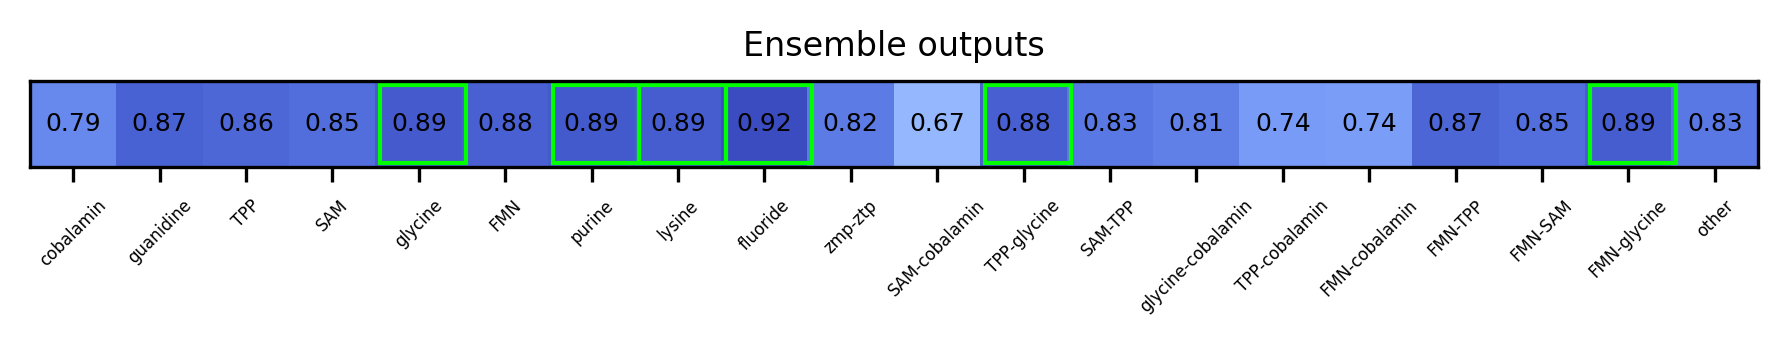 Ensemble outputs
0.79 0.87 0.86 0.85 0.89 0.88 0.89 0.89 0.92 0.82 0.67 0.88 0.83 0.81 0.74 0.74 0.87 0.85 0.89 0.83
cobalamin guanidine TPP SAM glycine FMN purine lysine fluoride zmp-ztp SAM-cobalamin TPP-glycine SAM-TPP glycine-cobalamin TPP-cobalamin FMN-cobalamin FMN-TPP FMN-SAM FMN-glycine other